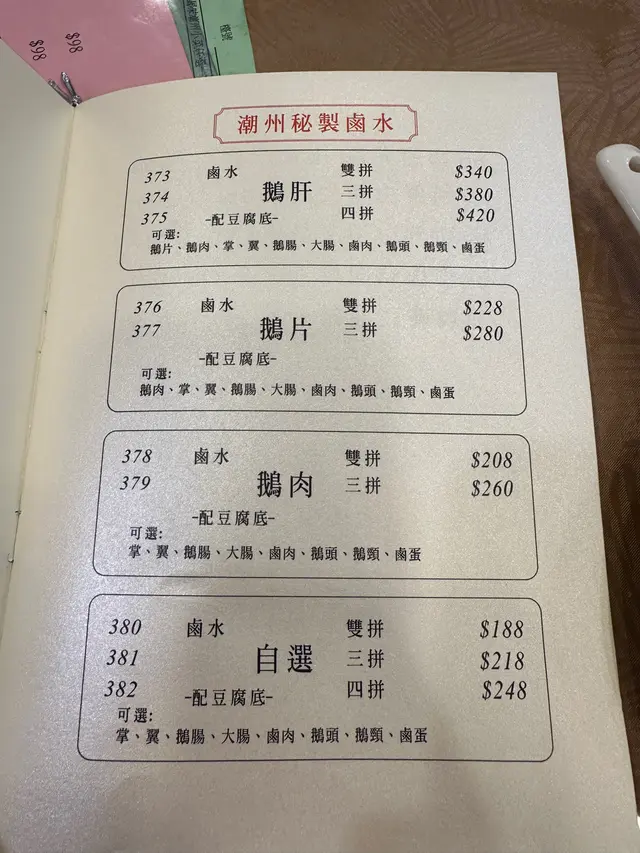 $98
$98
樓號
潮州秘製鹵水
373 鹵水 雙拼 $340
374 鵝肝 三拼 $380
375 -配豆腐底- 四拼 $420
可選:
鵝片、鵝肉、掌、翼、鵝腸、大腸、鹵肉、鵝頭、鵝頸、鹵蛋
376 鹵水 雙拼 $228
377 鵝片 三拼 $280
-配豆腐底-
可選:
鵝肉、掌、翼、鵝腸、大腸、鹵肉、鵝頭、鵝頸、鹵蛋
378 鹵水 雙拼 $208
379 鵝肉 三拼 $260
-配豆腐底-
可選:
掌、翼、鵝腸、大腸、鹵肉、鵝頭、鵝頸、鹵蛋
380 鹵水 雙拼 $188
381 自選 三拼 $218
382 -配豆腐底- 四拼 $248
可選:
掌、翼、鵝腸、大腸、鹵肉、鵝頭、鵝頸、鹵蛋